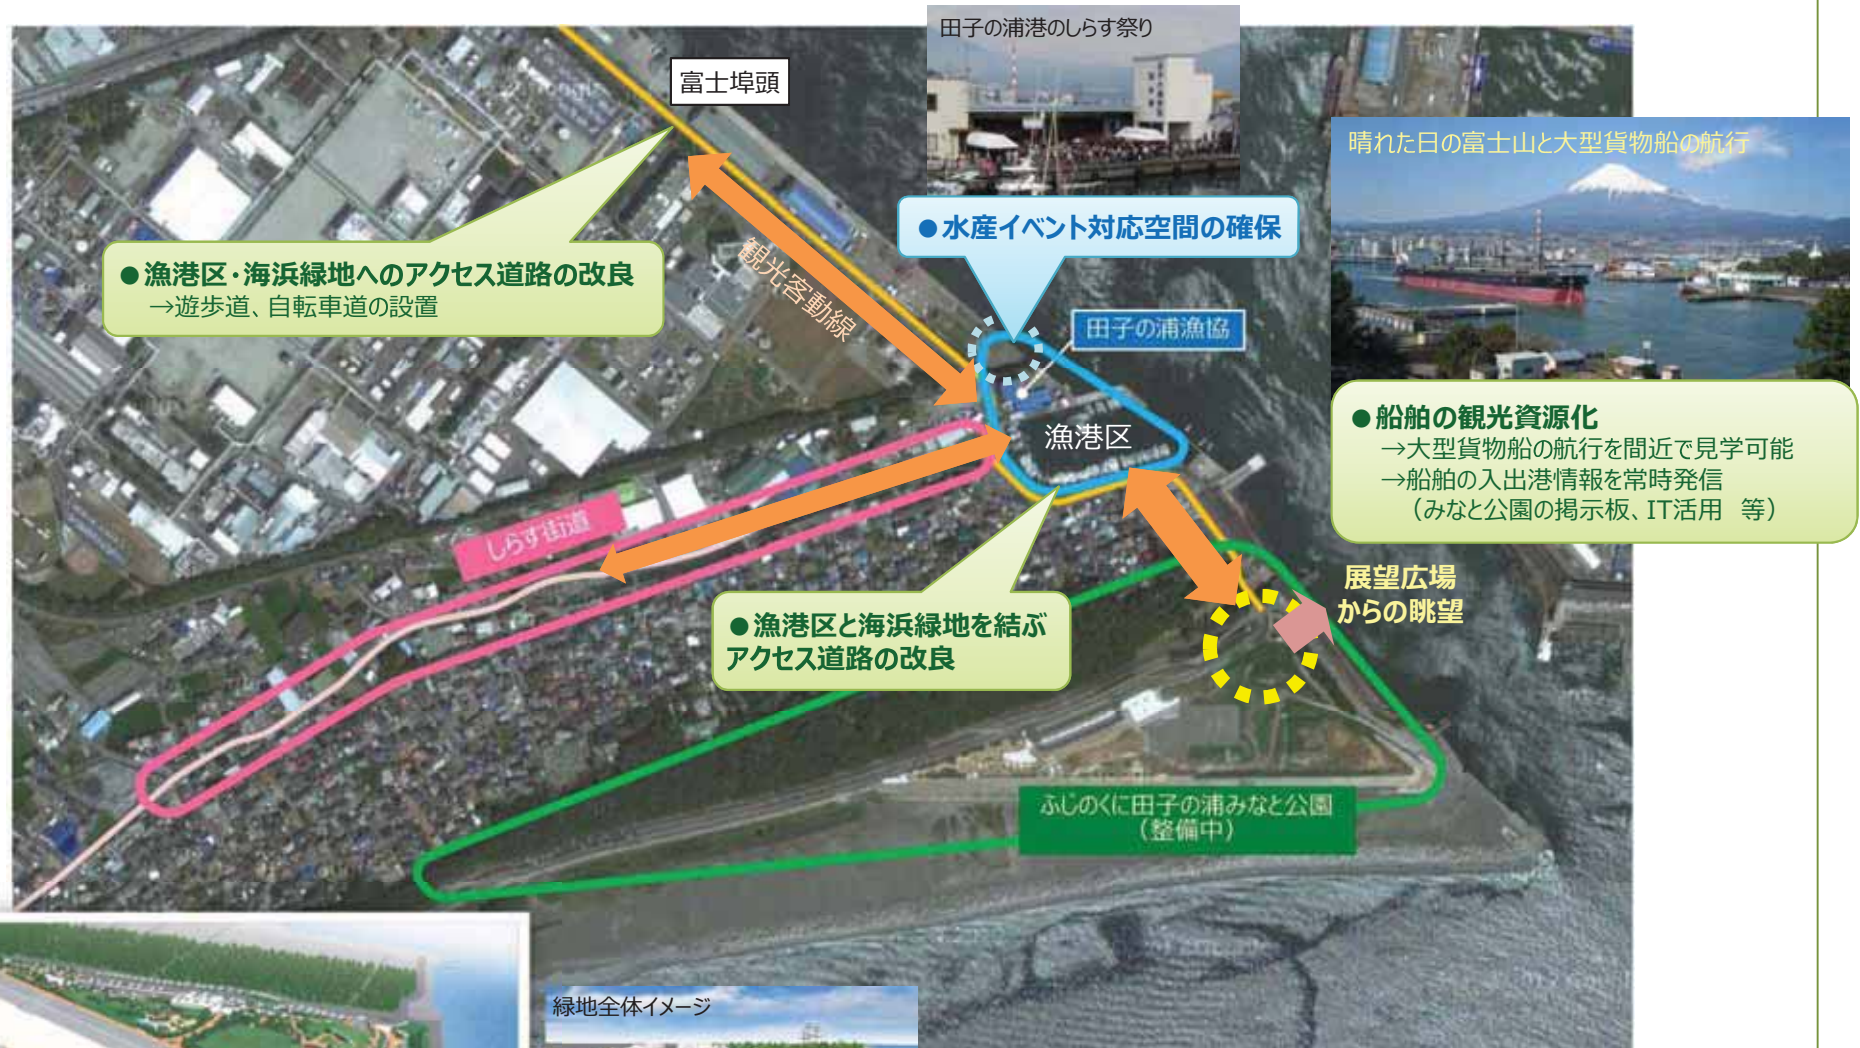 田子の浦港のしらす祭り
富士埠頭
晴れた日の富士山と大型貨物船の航行
●水産イベント対応空間の確保
●漁港区・海浜緑地へのアクセス道路の改良
→遊歩道、自転車道の設置
観光客動線
田子の浦漁協
漁港区
●船舶の観光資源化
→大型貨物船の航行を間近で見学可能
→船舶の入出港情報を常時発信
（みなと公園の掲示板、IT活用　等）
しらす街道
展望広場
からの眺望
●漁港区と海浜緑地を結ぶ
アクセス道路の改良
ふじのくに田子の浦みなと公園
（整備中）
緑地全体イメージ